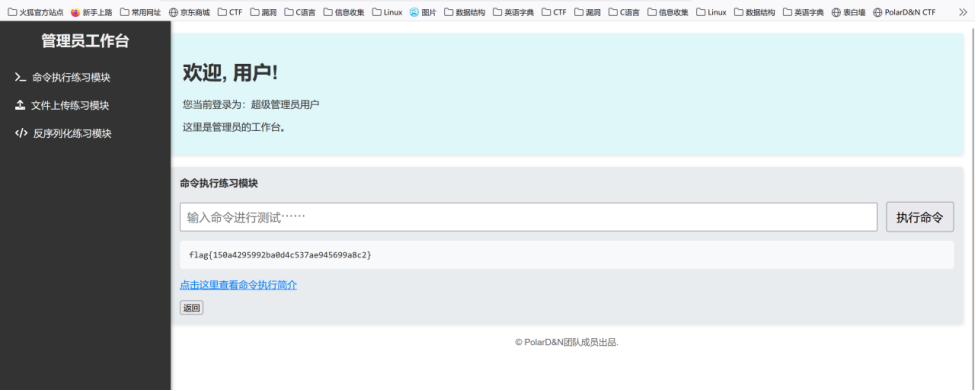 火狐官方站点 新手上路 常用网址 京东商城 CTF 漏洞 C语言 信息收集 Linux 图片 数据结构 英语字典 CTF 漏洞 C语言 信息收集 Linux 数据结构 英语字典 表白墙 PolarD&N CTF
管理员工作台
命令执行练习模块
文件上传练习模块
反序列化练习模块
欢迎, 用户!
您当前登录为：超级管理员用户
这里是管理员的工作台。
命令执行练习模块
输入命令进行测试…… 执行命令
flag{150a4295992ba0d4c537ae945699a8c2}
点击这里查看命令执行简介
返回
© PolarD&N团队成员出品.